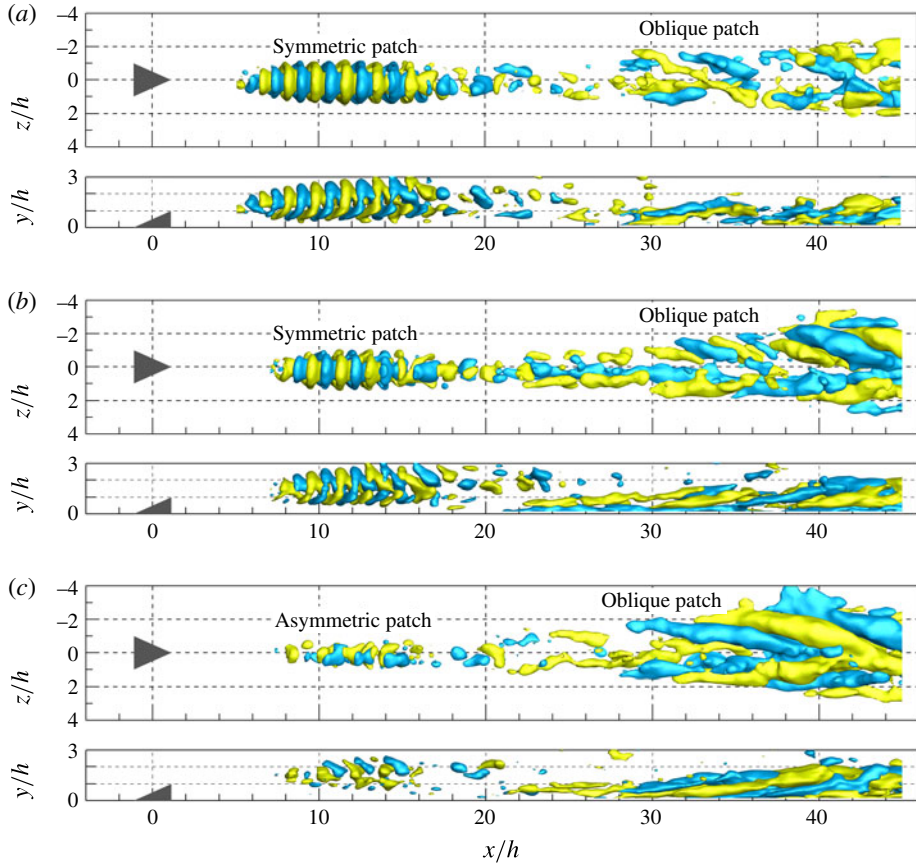 (a)
–4
–2
0
2
4
z/h
Symmetric patch
Oblique patch
3
0
y/h
0
10
20
30
40
(b)
–4
–2
0
2
4
z/h
Symmetric patch
Oblique patch
3
0
y/h
0
10
20
30
40
(c)
–4
–2
0
2
4
z/h
Asymmetric patch
Oblique patch
3
0
y/h
0
10
20
30
40
x/h